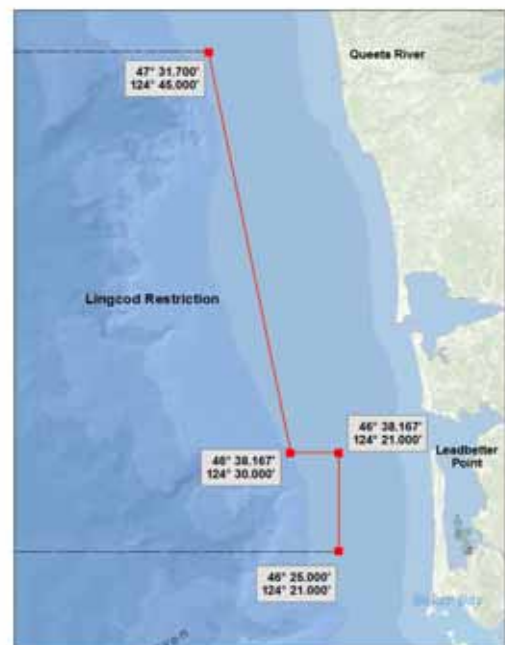 Queets River
47° 31.700'
124° 45.000'
Lingcod Restriction
46° 38.167'
124° 21.000'
46° 38.167'
124° 30.000'
Leadbetter
Point
46° 25.000'
124° 21.000'